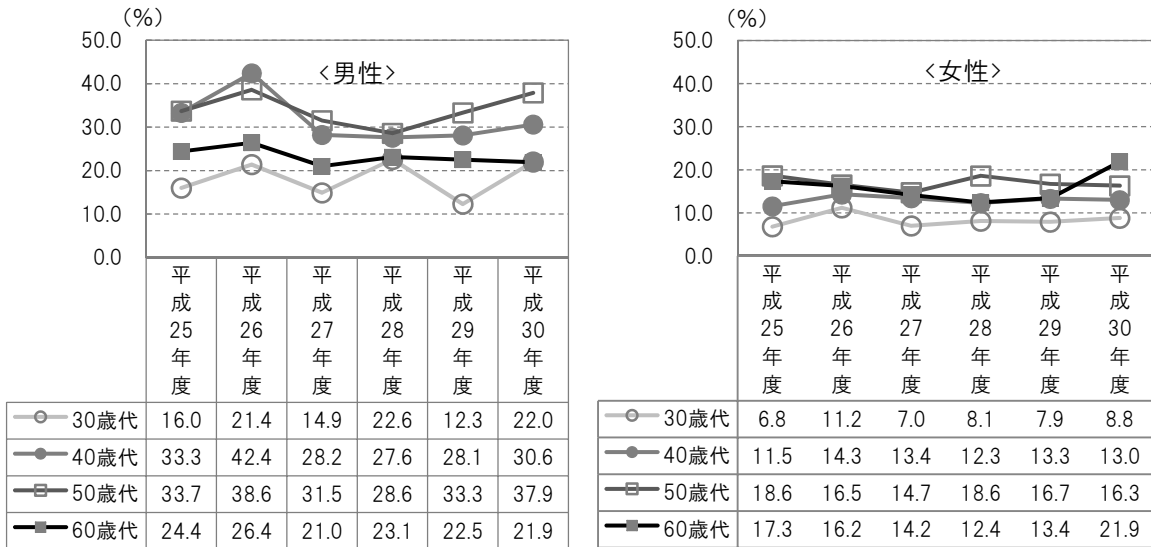 (%)
50.0
40.0
30.0
20.0
10.0
0.0
<男性>
平成25年度
平成26年度
平成27年度
平成28年度
平成29年度
平成30年度
30歳代 16.0 21.4 14.9 22.6 12.3 22.0
40歳代 33.3 42.4 28.2 27.6 28.1 30.6
50歳代 33.7 38.6 31.5 28.6 33.3 37.9
60歳代 24.4 26.4 21.0 23.1 22.5 21.9
(%)
50.0
40.0
30.0
20.0
10.0
0.0
<女性>
平成25年度
平成26年度
平成27年度
平成28年度
平成29年度
平成30年度
30歳代 6.8 11.2 7.0 8.1 7.9 8.8
40歳代 11.5 14.3 13.4 12.3 13.3 13.0
50歳代 18.6 16.5 14.7 18.6 16.7 16.3
60歳代 17.3 16.2 14.2 12.4 13.4 21.9